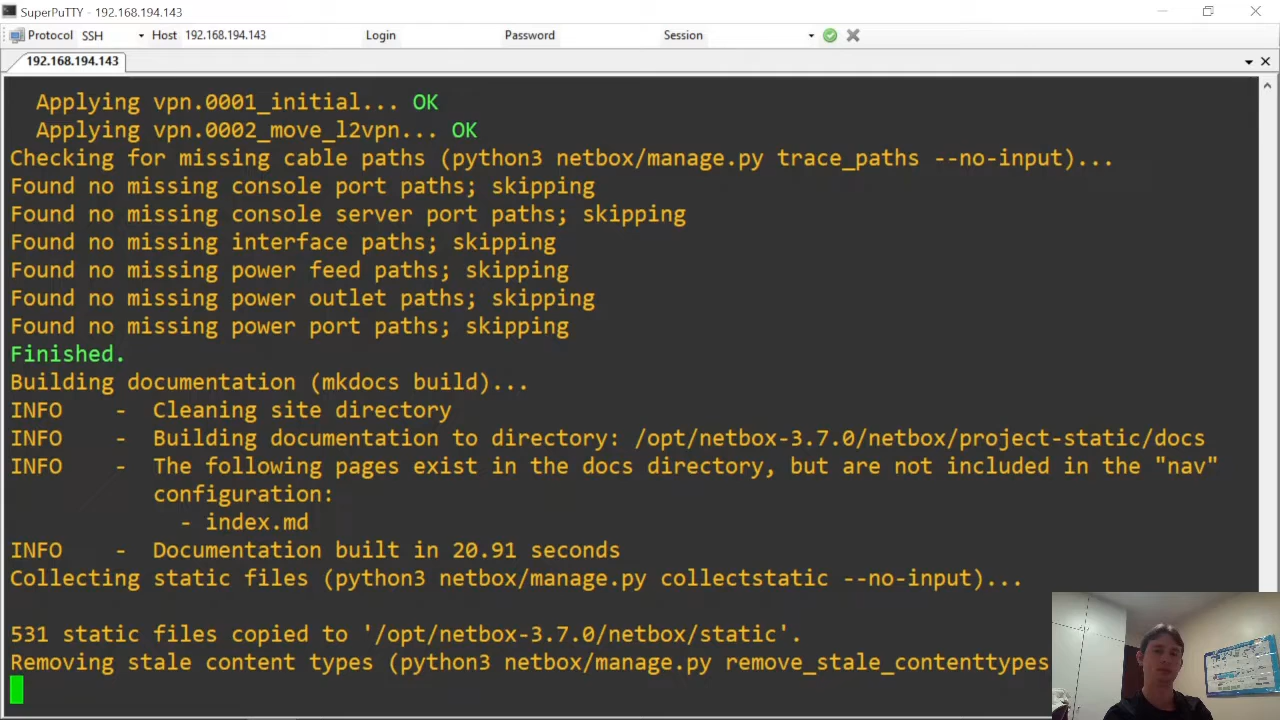 SuperPuTTY - 192.168.194.143
Protocol SSH Host 192.168.194.143 Login Password Session
192.168.194.143
Applying vpn.0001_initial... OK
Applying vpn.0002_move_l2vpn... OK
Checking for missing cable paths (python3 netbox/manage.py trace_paths --no-input)...
Found no missing console port paths; skipping
Found no missing console server port paths; skipping
Found no missing interface paths; skipping
Found no missing power feed paths; skipping
Found no missing power outlet paths; skipping
Found no missing power port paths; skipping
Finished.
Building documentation (mkdocs build)...
INFO - Cleaning site directory
INFO - Building documentation to directory: /opt/netbox-3.7.0/netbox/project-static/docs
INFO - The following pages exist in the docs directory, but are not included in the "nav"
configuration:
- index.md
INFO - Documentation built in 20.91 seconds
Collecting static files (python3 netbox/manage.py collectstatic --no-input)...
531 static files copied to '/opt/netbox-3.7.0/netbox/static'.
Removing stale content types (python3 netbox/manage.py remove_stale_contenttypes